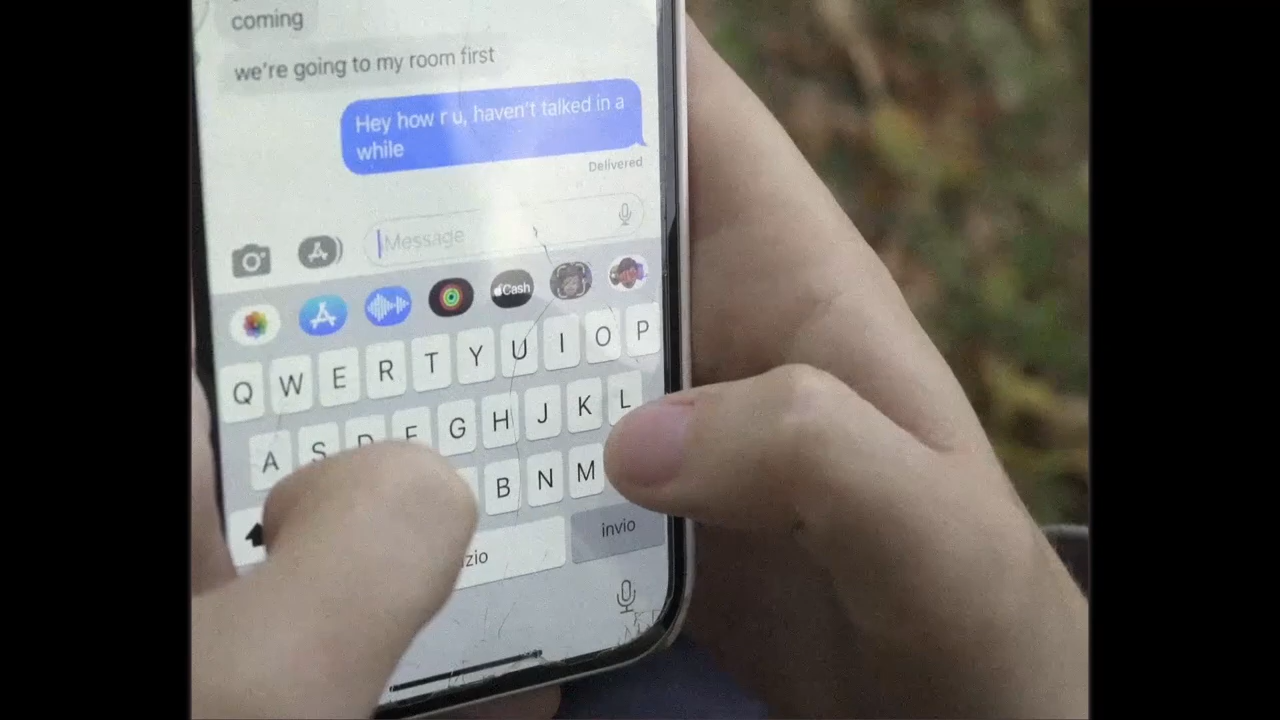 coming
we're going to my room first
Hey how r u, haven't talked in a
while
Delivered
Message
Cash
Q W E R T Y U I O P
A S D F G H J K L
B N M
zio
invio